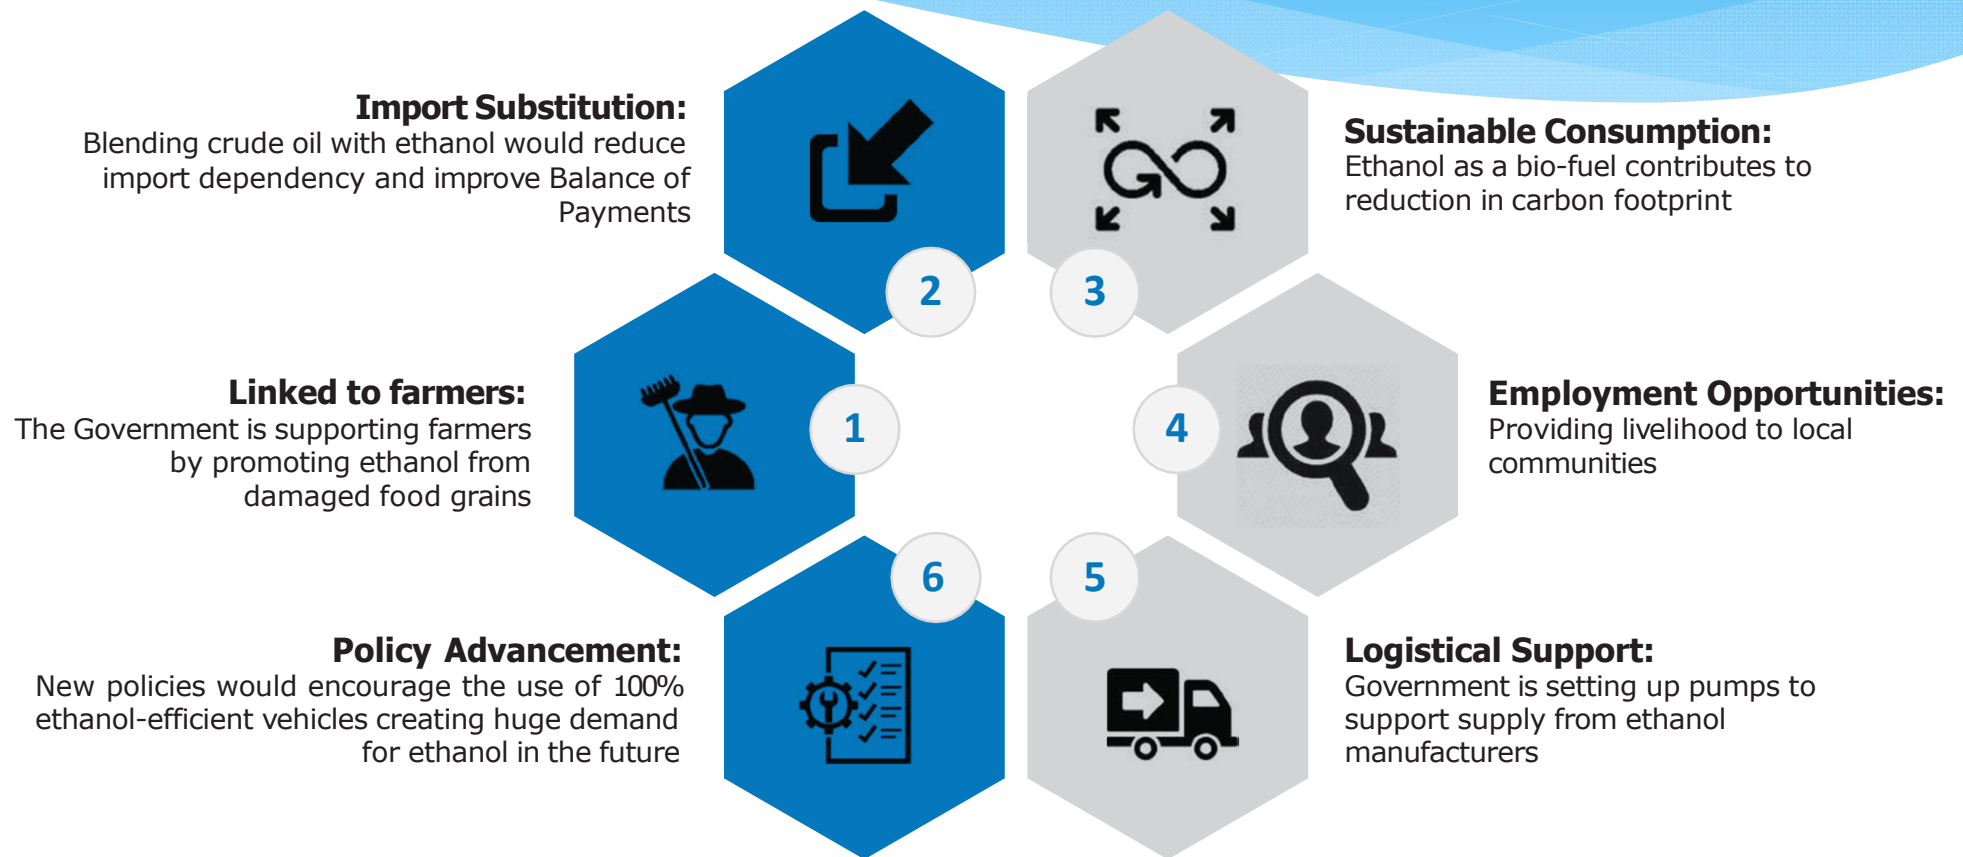 Import Substitution:
Blending crude oil with ethanol would reduce
import dependency and improve Balance of
Payments
2
3
Sustainable Consumption:
Ethanol as a bio-fuel contributes to
reduction in carbon footprint
Linked to farmers:
The Government is supporting farmers
by promoting ethanol from
damaged food grains
1
4
Employment Opportunities:
Providing livelihood to local
communities
6
5
Policy Advancement:
New policies would encourage the use of 100%
ethanol-efficient vehicles creating huge demand
for ethanol in the future
Logistical Support:
Government is setting up pumps to
support supply from ethanol
manufacturers